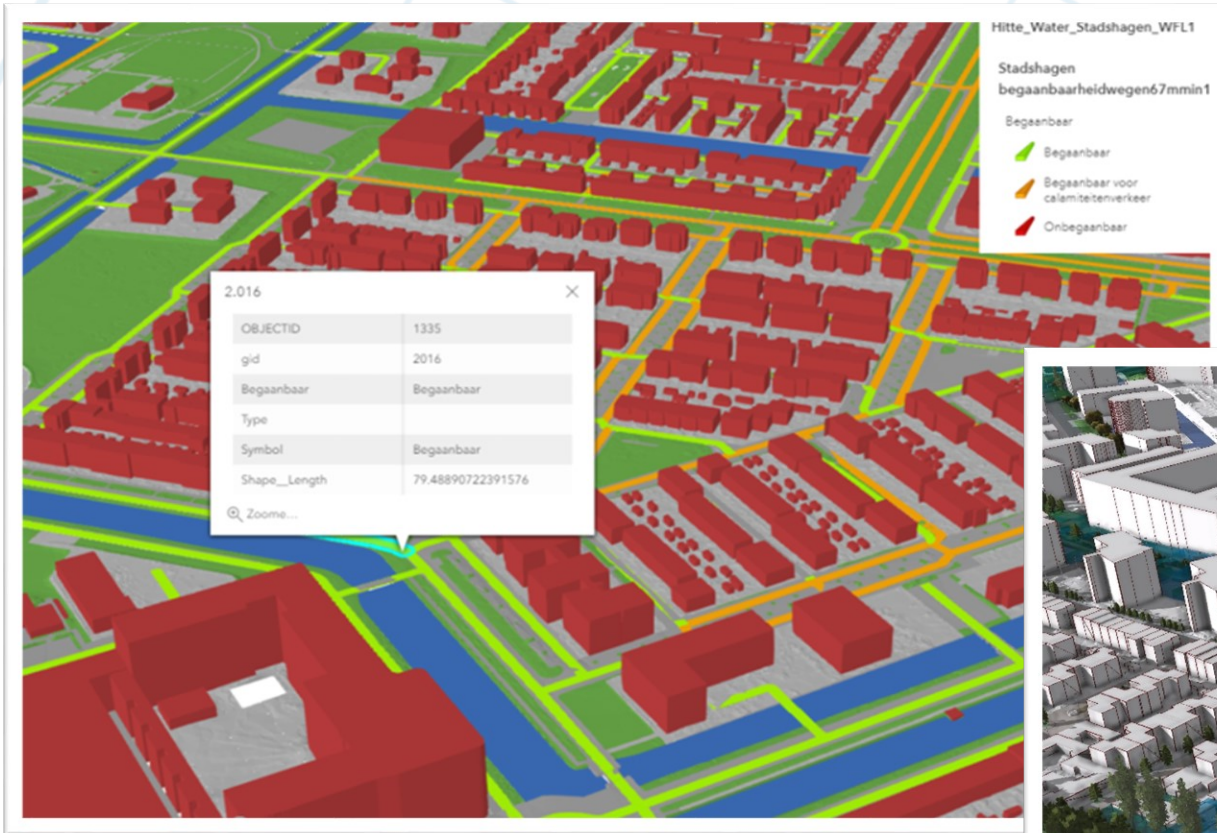 Hitte_Water_Stadshagen_WFL1
Stadshagen
begaanbaarheidwegen67mmin1
Begaanbaar
Begaanbaar
Begaanbaar voor
calamiteitenverkeer
Onbegaanbaar
2.016
OBJECTID 1335
gid 2016
Begaanbaar Begaanbaar
Type
Symbol Begaanbaar
Shape__Length 79.48890722391576
Zoome...